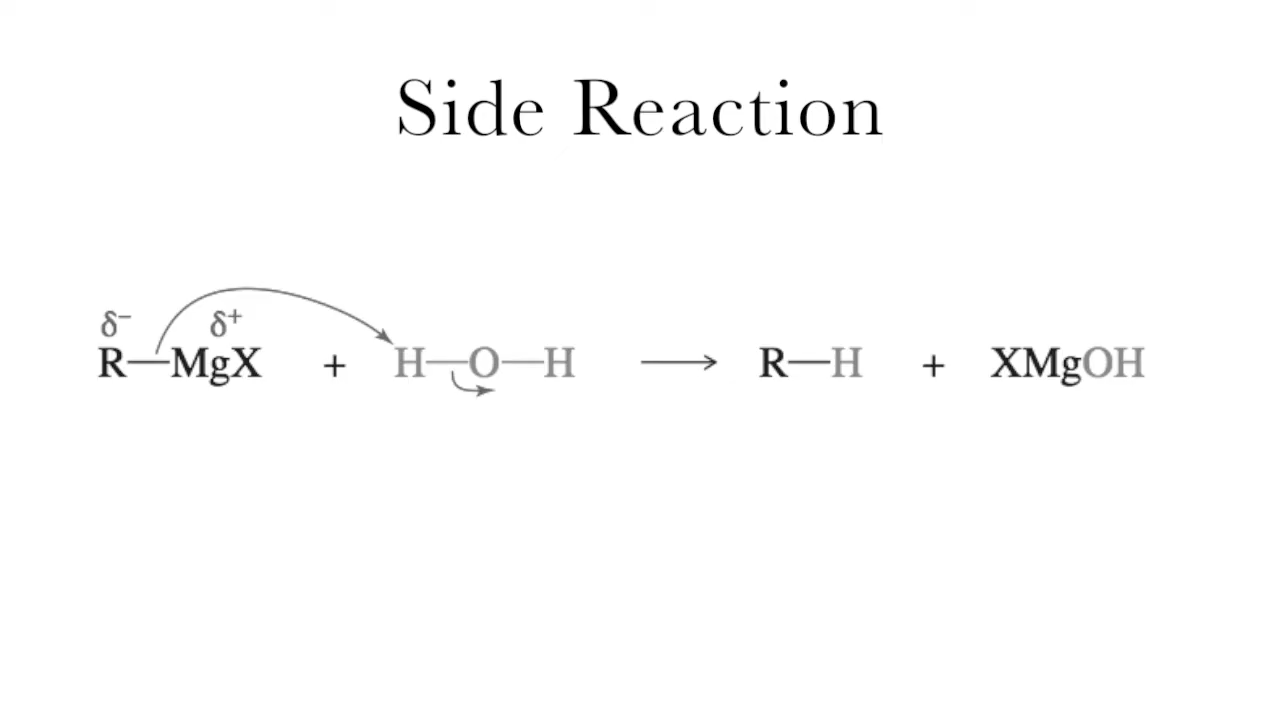 Side Reaction
δ− δ+
R—MgX + H—O—H ⟶ R—H + XMgOH